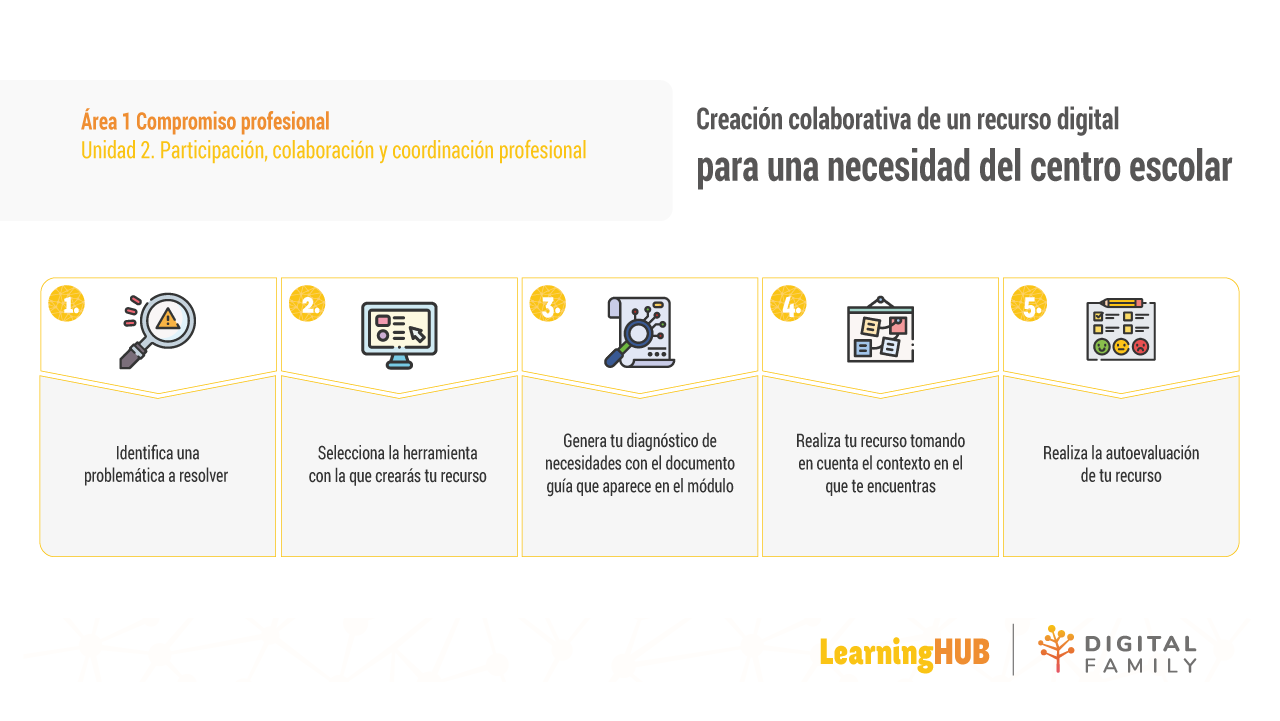 Área 1 Compromiso profesional
Unidad 2. Participación, colaboración y coordinación profesional
Creación colaborativa de un recurso digital
para una necesidad del centro escolar
1.
Identifica una
problemática a resolver
2.
Selecciona la herramienta
con la que crearás tu recurso
3.
Genera tu diagnóstico de
necesidades con el documento
guía que aparece en el módulo
4.
Realiza tu recurso tomando
en cuenta el contexto en el
que te encuentras
5.
Realiza la autoevaluación
de tu recurso
LearningHUB
DIGITAL
FAMILY